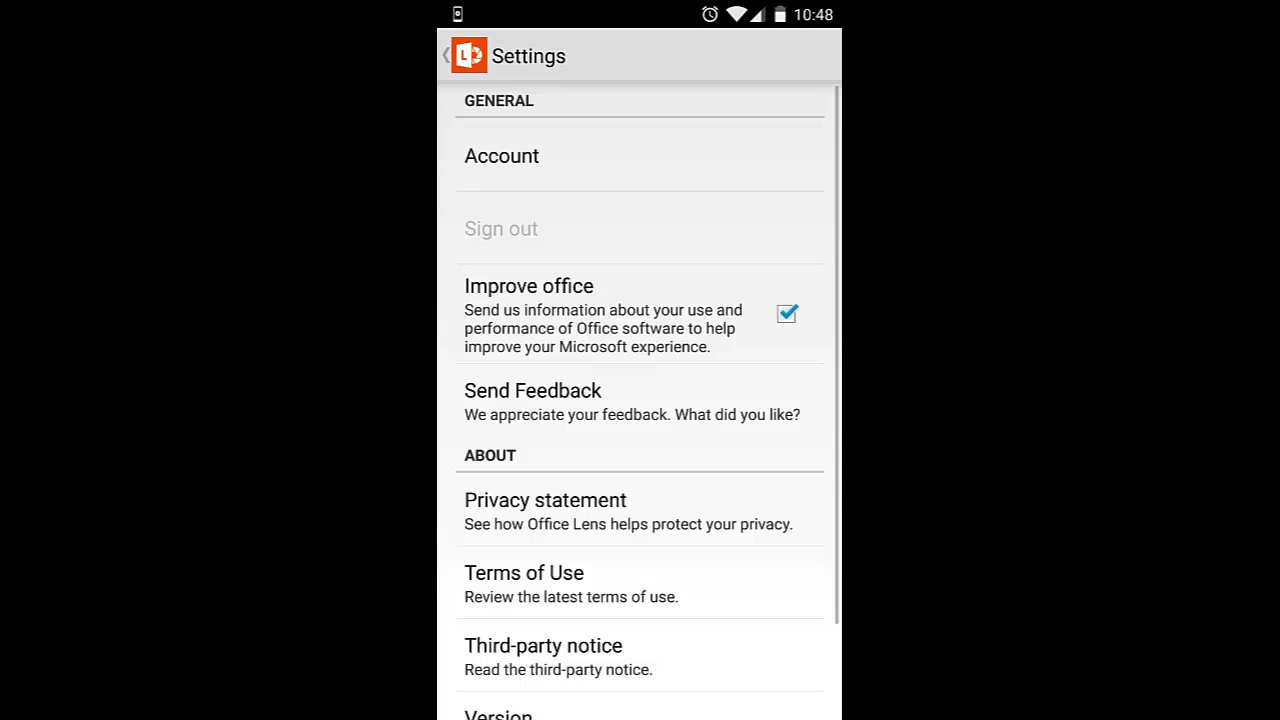 10:48
L Settings
GENERAL
Account
Sign out
Improve office
Send us information about your use and
performance of Office software to help
improve your Microsoft experience.
Send Feedback
We appreciate your feedback. What did you like?
ABOUT
Privacy statement
See how Office Lens helps protect your privacy.
Terms of Use
Review the latest terms of use.
Third-party notice
Read the third-party notice.
Version